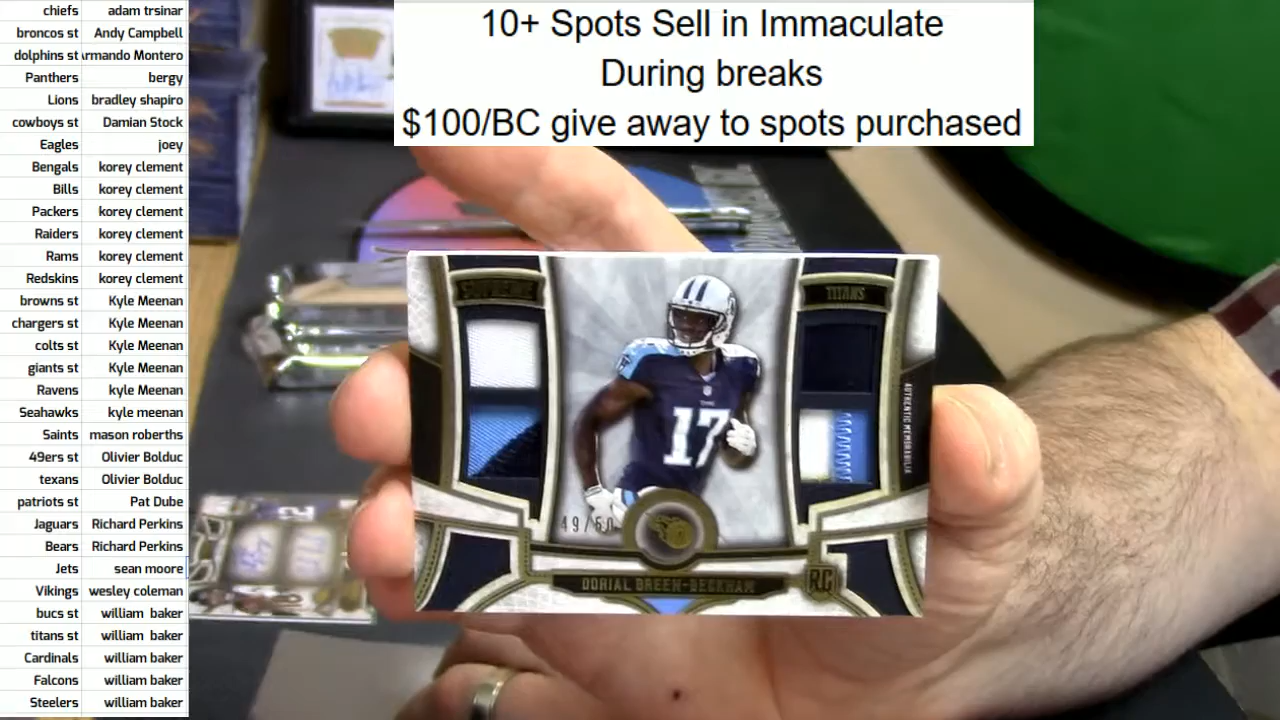 chiefs adam trsinar
broncos st Andy Campbell
dolphins st rmando Montero
Panthers bergy
Lions bradley shapiro
cowboys st Damian Stock
Eagles joey
Bengals korey clement
Bills korey clement
Packers korey clement
Raiders korey clement
Rams korey clement
Redskins korey clement
browns st Kyle Meenan
chargers st Kyle Meenan
colts st Kyle Meenan
giants st Kyle Meenan
Ravens kyle Meenan
Seahawks kyle meenan
Saints mason roberths
49ers st Olivier Bolduc
texans Olivier Bolduc
patriots st Pat Dube
Jaguars Richard Perkins
Bears Richard Perkins
Jets sean moore
Vikings wesley coleman
bucs st william baker
titans st william baker
Cardinals william baker
Falcons william baker
Steelers william baker
10+ Spots Sell in Immaculate
During breaks
$100/BC give away to spots purchased
SUPREME
TITANS
17
AUTHENTIC MEMORABILIA
49/50
DORIAL GREEN-BECKHAM
RC